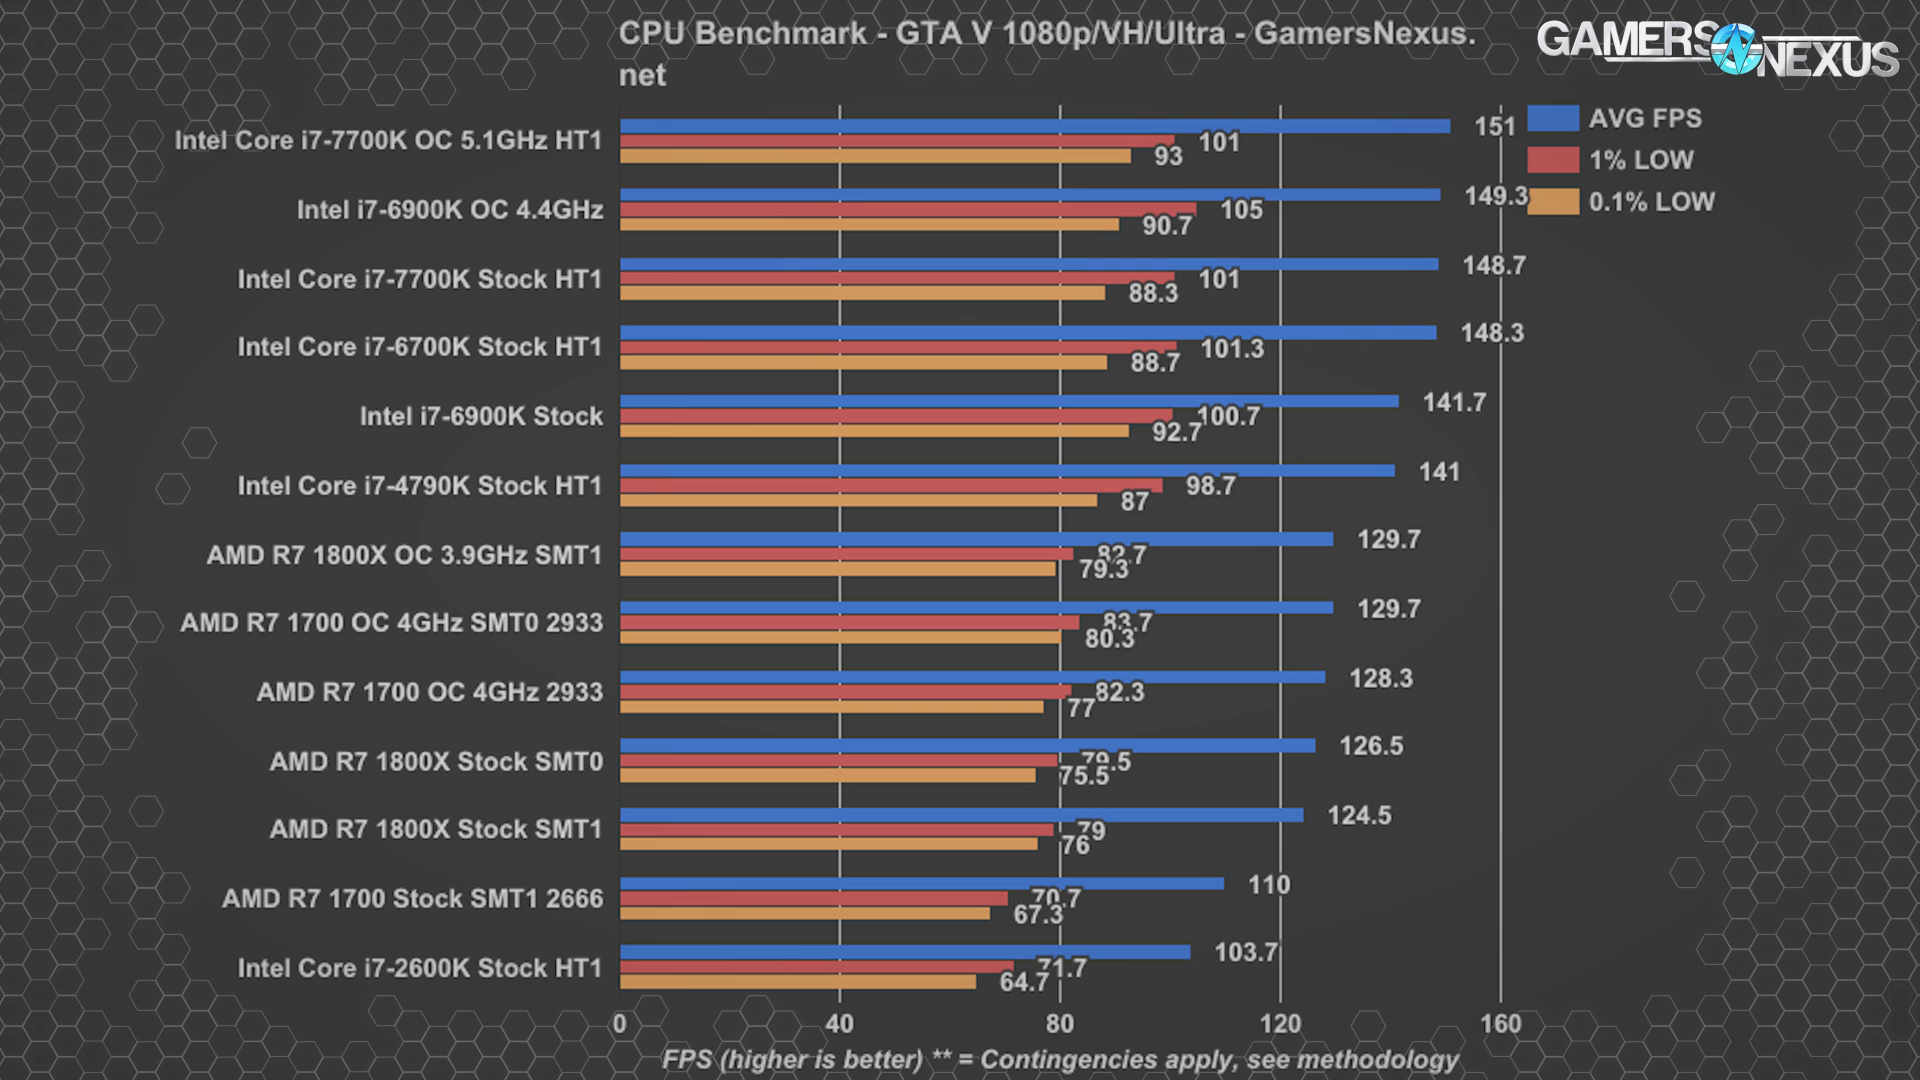 CPU Benchmark - GTA V 1080p/VH/Ultra - GamersNexus.
net
GAMERS NEXUS
AVG FPS
1% LOW
0.1% LOW
Intel Core i7-7700K OC 5.1GHz HT1
151
101
93
Intel i7-6900K OC 4.4GHz
149.3
105
90.7
Intel Core i7-7700K Stock HT1
148.7
101
88.3
Intel Core i7-6700K Stock HT1
148.3
101.3
88.7
Intel i7-6900K Stock
141.7
100.7
92.7
Intel Core i7-4790K Stock HT1
141
98.7
87
AMD R7 1800X OC 3.9GHz SMT1
129.7
82.7
79.3
AMD R7 1700 OC 4GHz SMT0 2933
129.7
83.7
80.3
AMD R7 1700 OC 4GHz 2933
128.3
82.3
77
AMD R7 1800X Stock SMT0
126.5
79.5
75.5
AMD R7 1800X Stock SMT1
124.5
79
76
AMD R7 1700 Stock SMT1 2666
110
70.7
67.3
Intel Core i7-2600K Stock HT1
103.7
71.7
64.7
0 40 80 120 160
FPS (higher is better) ** = Contingencies apply, see methodology